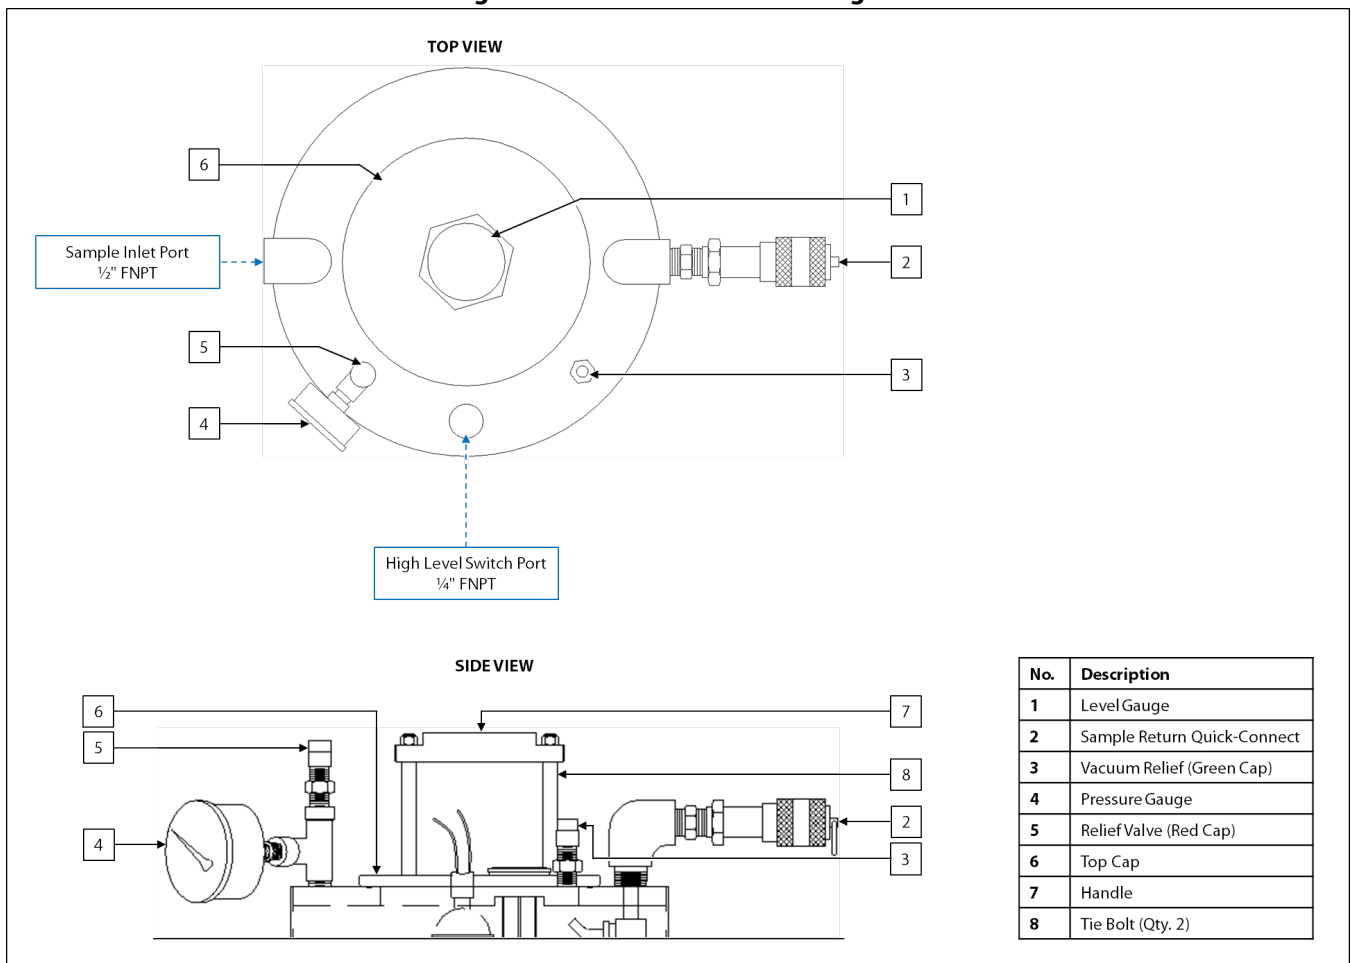 TOP VIEW
6
1
Sample Inlet Port
½" FNPT
2
5
3
4
High Level Switch Port
¼" FNPT
SIDE VIEW
6
7
5
8
2
4
3
No. Description
1 Level Gauge
2 Sample Return Quick-Connect
3 Vacuum Relief (Green Cap)
4 Pressure Gauge
5 Relief Valve (Red Cap)
6 Top Cap
7 Handle
8 Tie Bolt (Qty. 2)